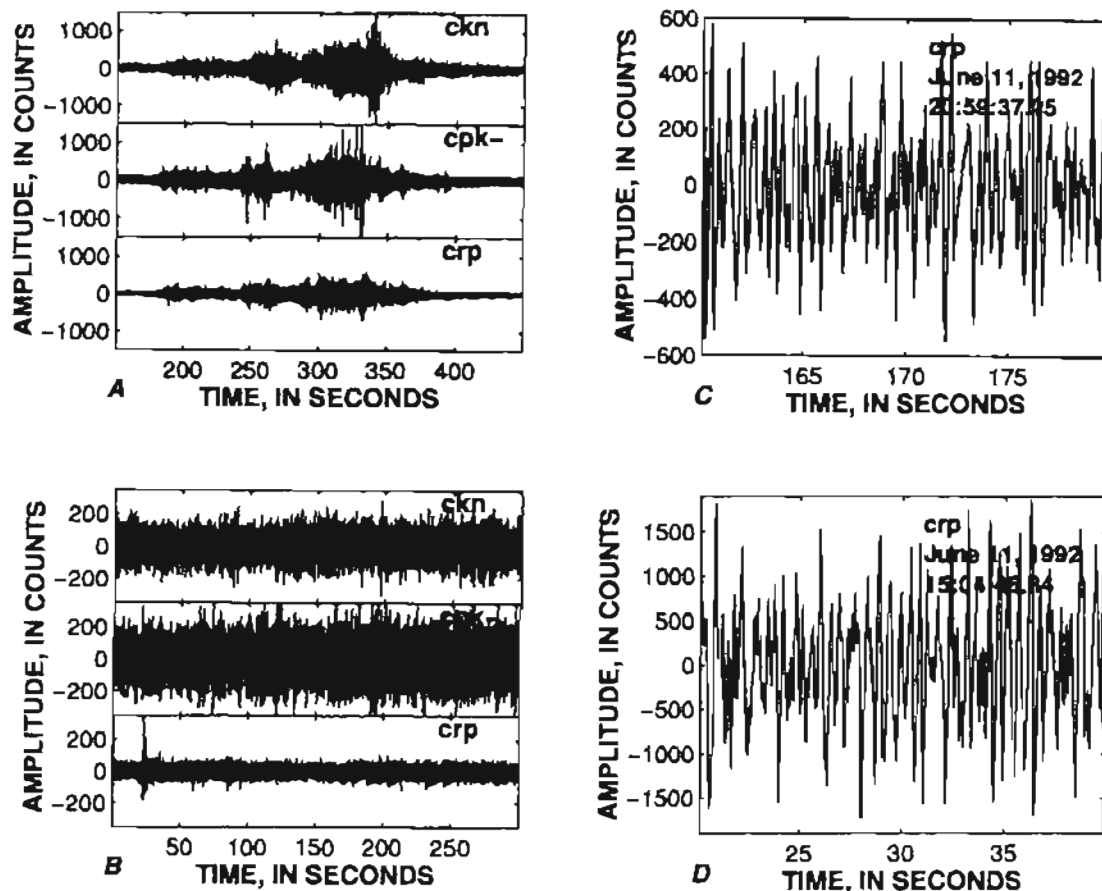 AMPLITUDE, IN COUNTS
1000
0
-1000
ckn
1000
0
-1000
cpk-
1000
0
-1000
crp
200 250 300 350 400
A
TIME, IN SECONDS
AMPLITUDE, IN COUNTS
600
400
200
0
-200
-400
-600
crp
June 11, 1992
165 170 175
C
TIME, IN SECONDS
AMPLITUDE, IN COUNTS
200
0
-200
ckn
200
0
-200
200
0
-200
crp
50 100 150 200 250
B
TIME, IN SECONDS
AMPLITUDE, IN COUNTS
1500
1000
500
0
-500
-1000
-1500
crp
June 11, 1992
25 30 35
D
TIME, IN SECONDS